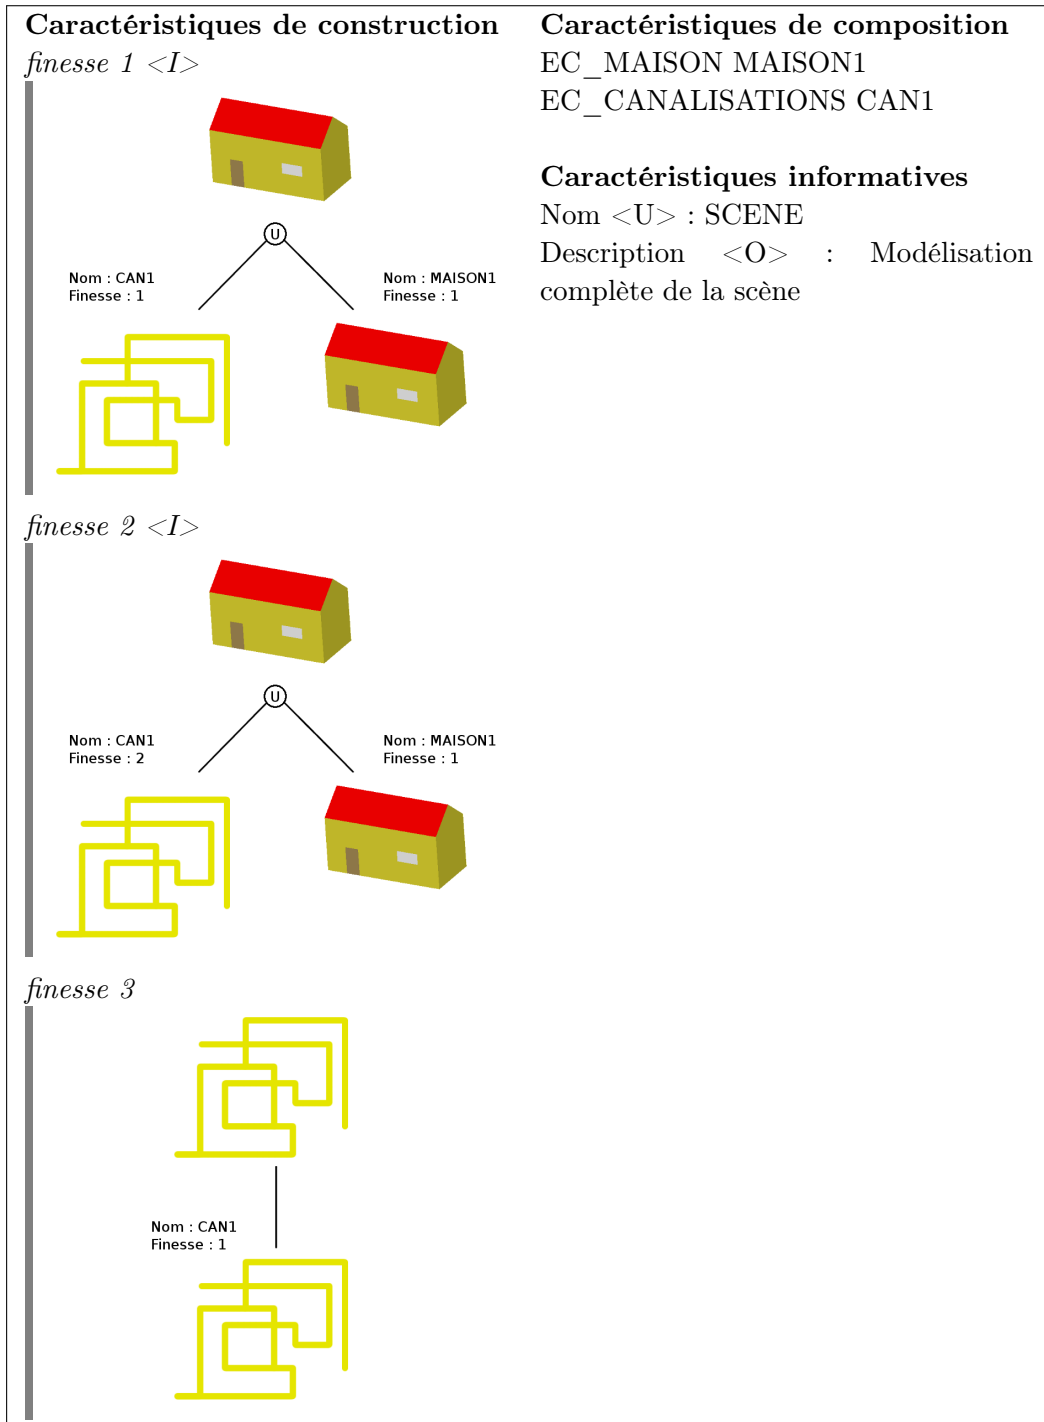 Caractéristiques de construction
finesse 1 <I>
U
Nom : CAN1
Finesse : 1
Nom : MAISON1
Finesse : 1
finesse 2 <I>
U
Nom : CAN1
Finesse : 2
Nom : MAISON1
Finesse : 1
finesse 3
Nom : CAN1
Finesse : 1
Caractéristiques de composition
EC_MAISON MAISON1
EC_CANALISATIONS CAN1
Caractéristiques informatives
Nom <U> : SCENE
Description <O> : Modélisation
complète de la scène